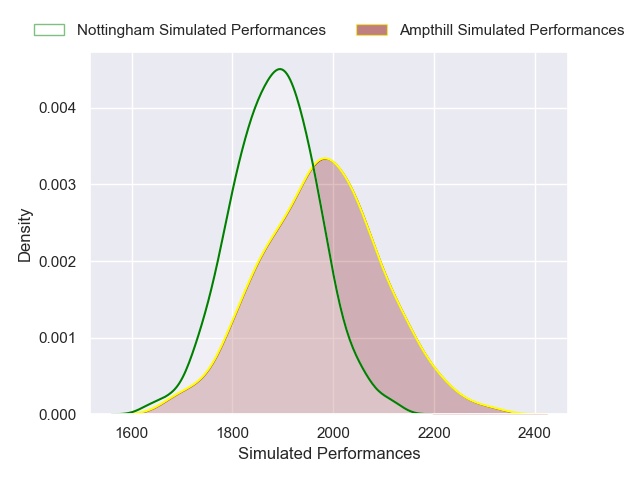 Nottingham Simulated Performances Ampthill Simulated Performances
0.004
0.003
0.002
0.001
0.000
Density
1600 1800 2000 2200 2400
Simulated Performances